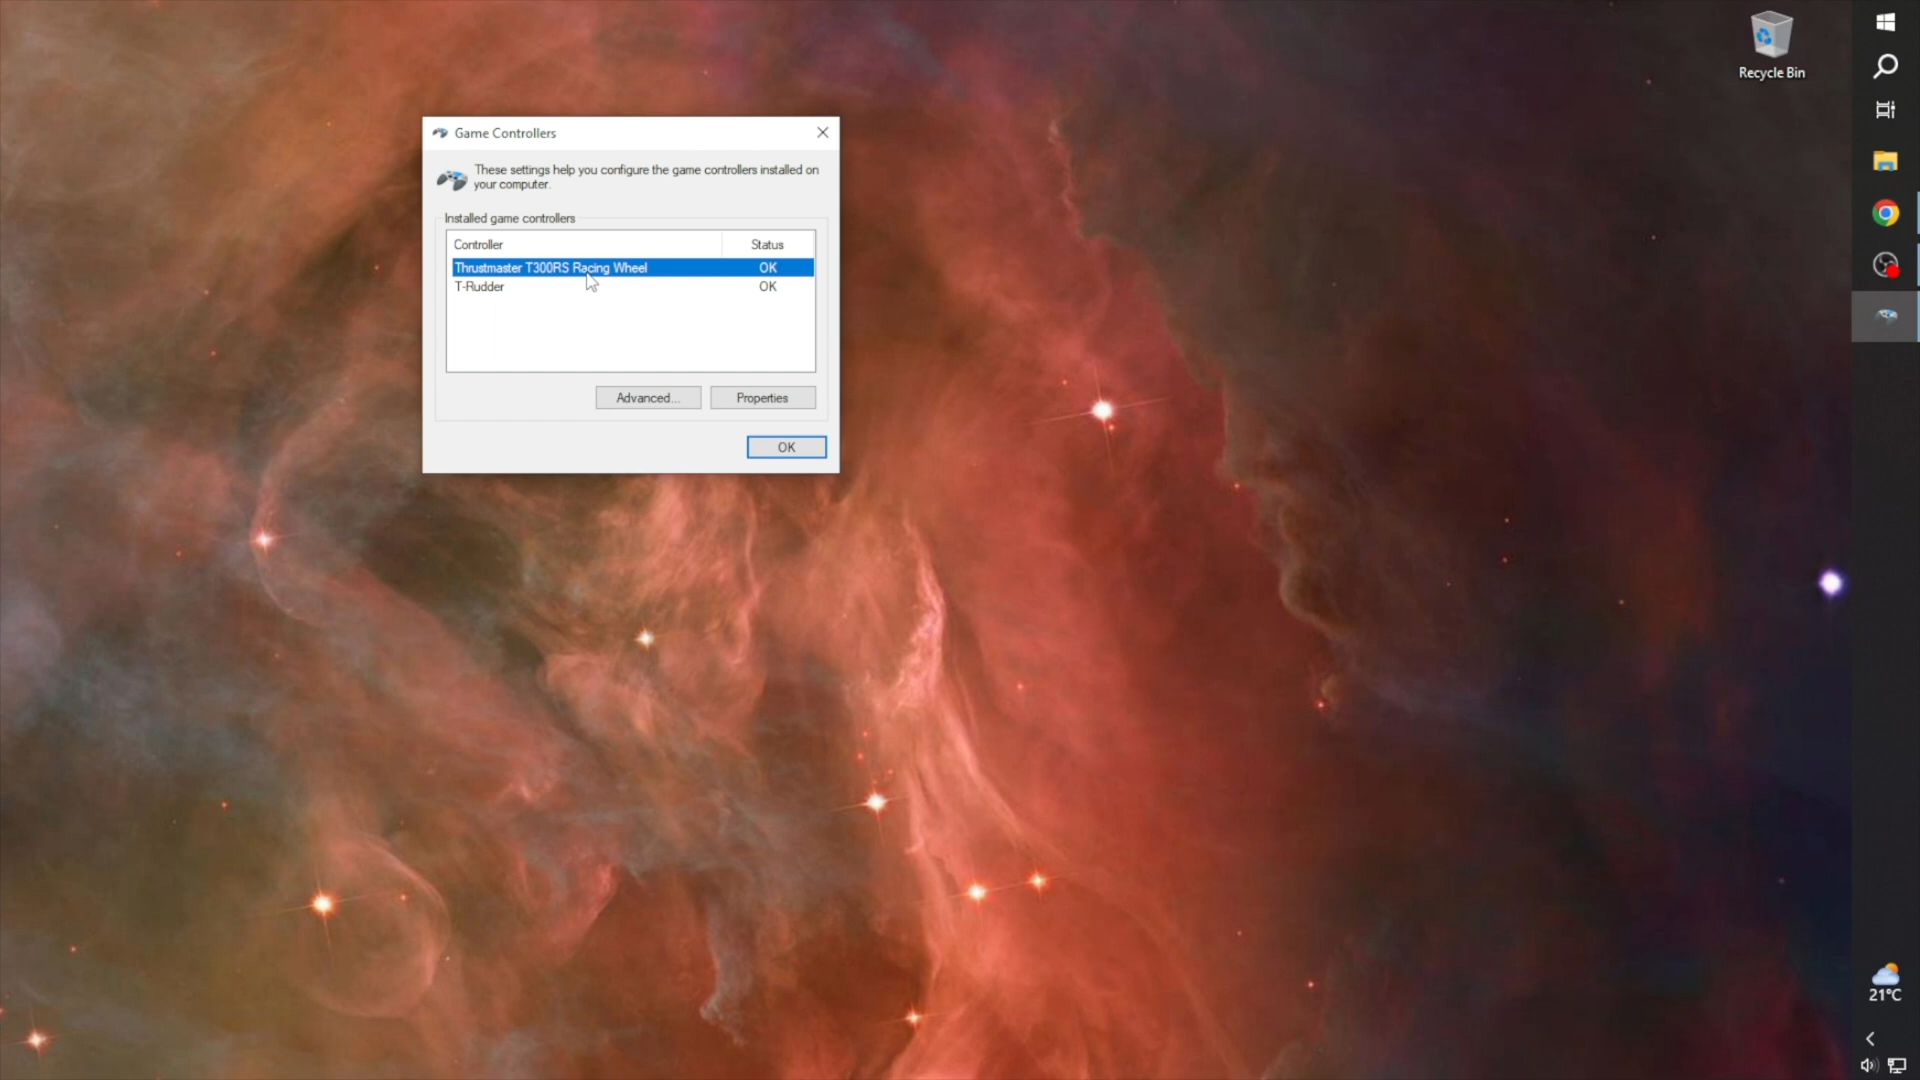 Recycle Bin
Game Controllers
These settings help you configure the game controllers installed on
your computer.
Installed game controllers
Controller Status
Thrustmaster T300RS Racing Wheel OK
T-Rudder OK
Advanced... Properties
OK
21°C